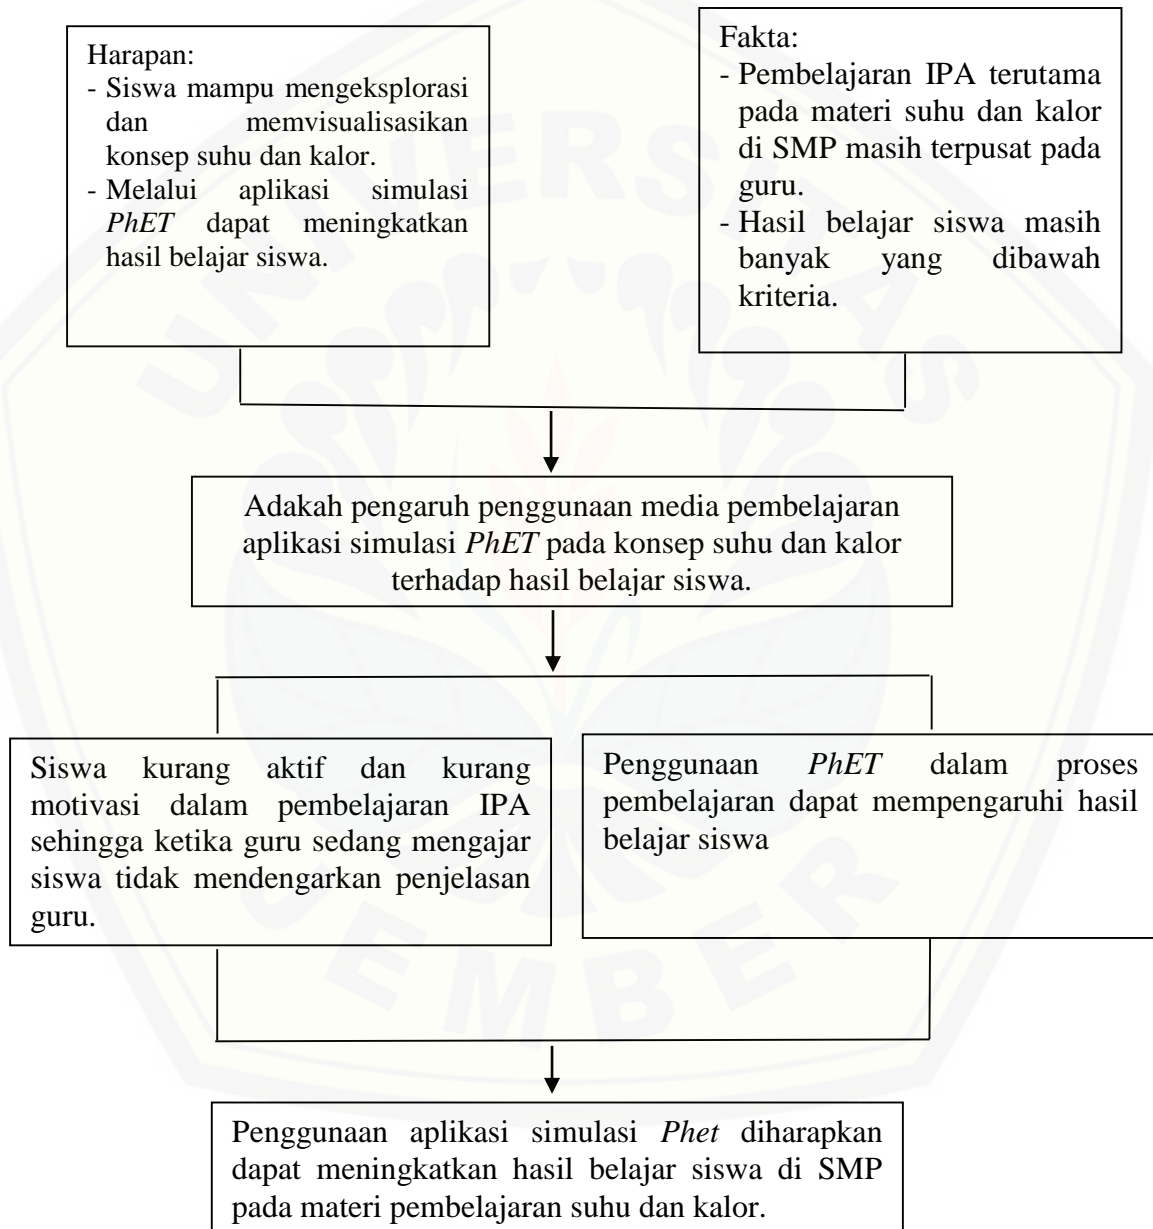 Harapan:
- Siswa mampu mengeksplorasi
dan memvisualisasikan
konsep suhu dan kalor.
- Melalui aplikasi simulasi
PhET dapat meningkatkan
hasil belajar siswa.
Fakta:
- Pembelajaran IPA terutama
pada materi suhu dan kalor
di SMP masih terpusat pada
guru.
- Hasil belajar siswa masih
banyak yang dibawah
kriteria.
Adakah pengaruh penggunaan media pembelajaran
aplikasi simulasi PhET pada konsep suhu dan kalor
terhadap hasil belajar siswa.
Siswa kurang aktif dan kurang
motivasi dalam pembelajaran IPA
sehingga ketika guru sedang mengajar
siswa tidak mendengarkan penjelasan
guru.
Penggunaan PhET dalam proses
pembelajaran dapat mempengaruhi hasil
belajar siswa
Penggunaan aplikasi simulasi Phet diharapkan
dapat meningkatkan hasil belajar siswa di SMP
pada materi pembelajaran suhu dan kalor.
UNIVERSITAS
JEMBER